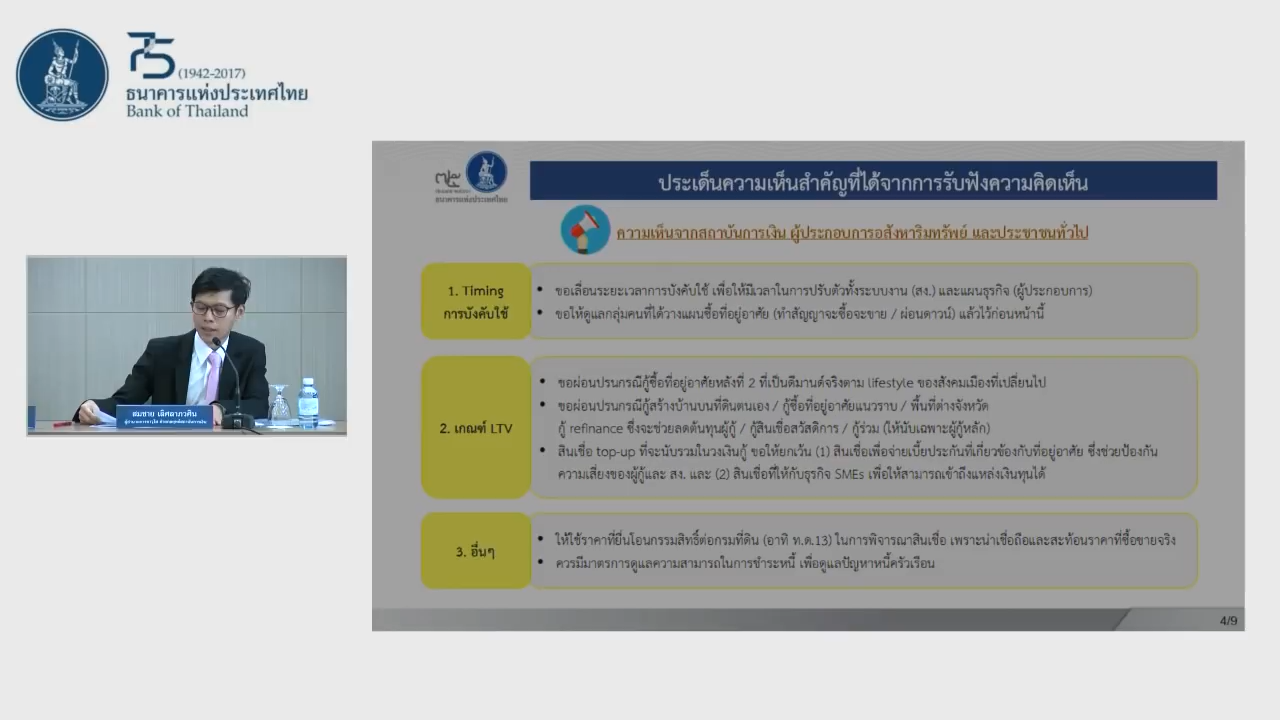 75
(1942-2017)
ธนาคารแห่งประเทศไทย
Bank of Thailand
๗๕
ธนาคารแห่งประเทศไทย
ประเด็นความเห็นสำคัญที่ได้จากการรับฟังความคิดเห็น
ความเห็นจากสถาบันการเงิน ผู้ประกอบการอสังหาริมทรัพย์ และประชาชนทั่วไป
1. Timing
การบังคับใช้
• ขอเลื่อนระยะเวลาการบังคับใช้ เพื่อให้มีเวลาในการปรับตัวทั้งระบบงาน (สง.) และแผนธุรกิจ (ผู้ประกอบการ)
• ขอให้ดูแลกลุ่มคนที่ได้วางแผนซื้อที่อยู่อาศัย (ทำสัญญาจะซื้อจะขาย / ผ่อนดาวน์) แล้วไว้ก่อนหน้านี้
2. เกณฑ์ LTV
• ขอผ่อนปรนกรณีกู้ซื้อที่อยู่อาศัยหลังที่ 2 ที่เป็นดีมานด์จริงตาม lifestyle ของสังคมเมืองที่เปลี่ยนไป
• ขอผ่อนปรนกรณีกู้สร้างบ้านบนที่ดินตนเอง / กู้ซื้อที่อยู่อาศัยแนวราบ / พื้นที่ต่างจังหวัด
กู้ refinance ซึ่งจะช่วยลดต้นทุนผู้กู้ / กู้สินเชื่อสวัสดิการ / กู้ร่วม (ให้นับเฉพาะผู้กู้หลัก)
• สินเชื่อ top-up ที่จะนับรวมในวงเงินกู้ ขอให้ยกเว้น (1) สินเชื่อเพื่อจ่ายเบี้ยประกันที่เกี่ยวข้องกับที่อยู่อาศัย ซึ่งช่วยป้องกัน
ความเสี่ยงของผู้กู้และ สง. และ (2) สินเชื่อที่ให้กับธุรกิจ SMEs เพื่อให้สามารถเข้าถึงแหล่งเงินทุนได้
3. อื่นๆ
• ให้ใช้ราคาที่ยื่นโอนกรรมสิทธิ์ต่อกรมที่ดิน (อาทิ ท.ด.13) ในการพิจารณาสินเชื่อ เพราะน่าเชื่อถือและสะท้อนราคาที่ซื้อขายจริง
• ควรมีมาตรการดูแลความสามารถในการชำระหนี้ เพื่อดูแลปัญหาหนี้ครัวเรือน
4/9
สมชาย เลิศลาภวศิน